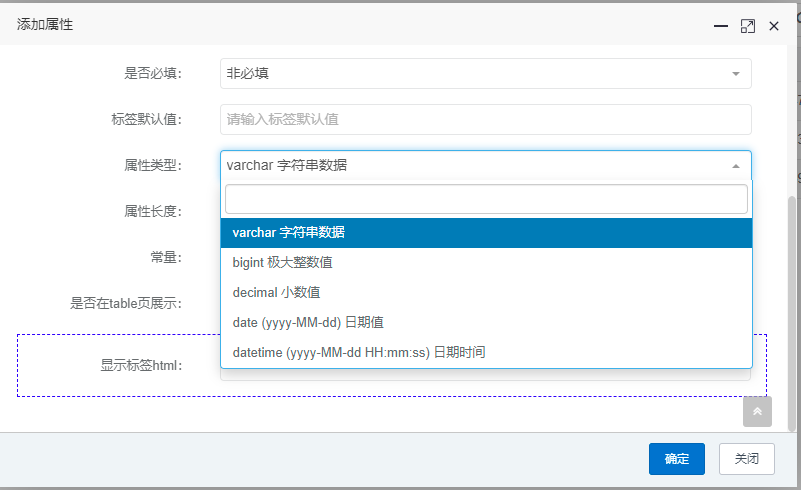 添加属性
是否必填：
非必填
标签默认值：
请输入标签默认值
属性类型：
varchar 字符串数据
属性长度：
varchar 字符串数据
常量：
bigint 极大整数值
decimal 小数值
是否在table页展示：
date (yyyy-MM-dd) 日期值
datetime (yyyy-MM-dd HH:mm:ss) 日期时间
显示标签html：
确定
关闭